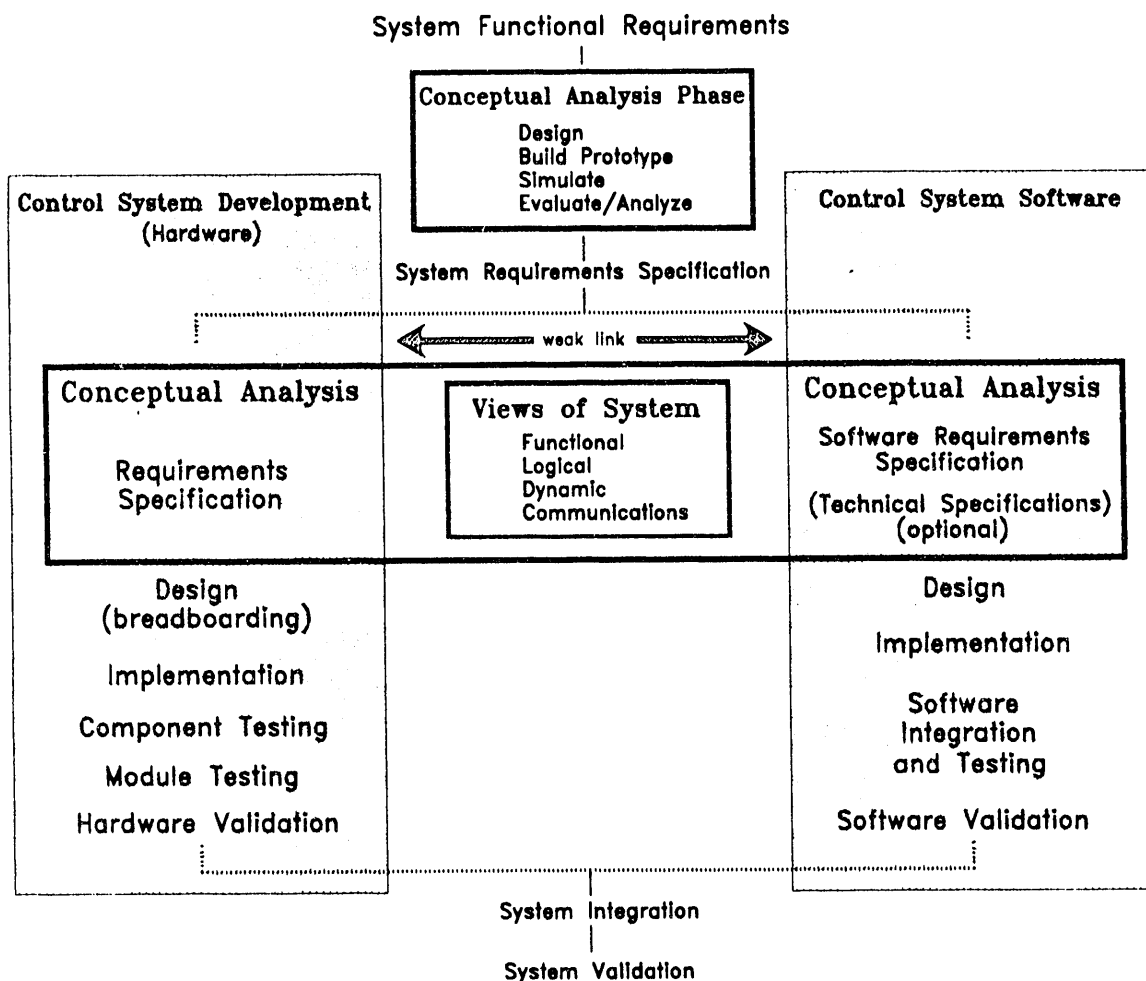 System Functional Requirements
Conceptual Analysis Phase
Design
Build Prototype
Simulate
Evaluate/Analyze
Control System Development
(Hardware)
Control System Software
System Requirements Specification
weak link
Conceptual Analysis
Requirements
Specification
Views of System
Functional
Logical
Dynamic
Communications
Conceptual Analysis
Software Requirements
Specification
(Technical Specifications)
(optional)
Design
(breadboarding)
Implementation
Component Testing
Module Testing
Hardware Validation
Design
Implementation
Software
Integration
and Testing
Software Validation
System Integration
System Validation